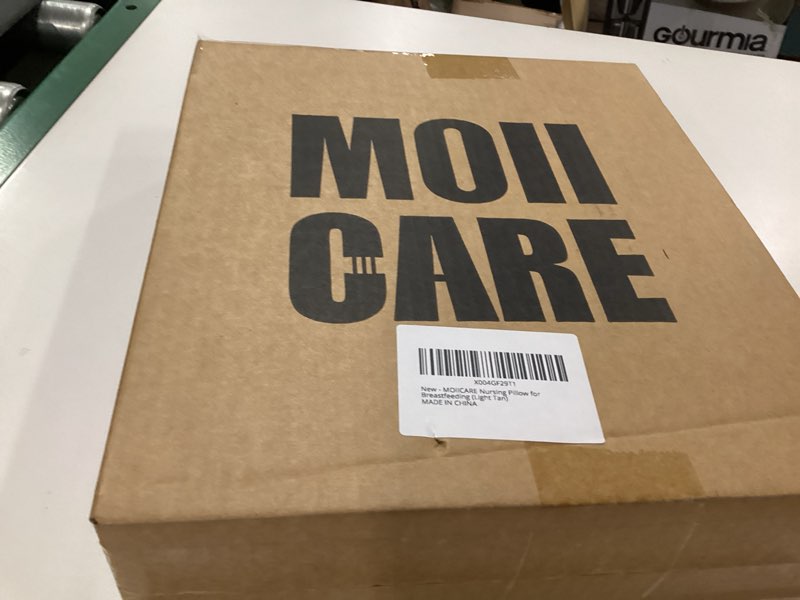 GOURMIA
MOII
CARE
X004GF29T1
New - MOIICARE Nursing Pillow for
Breastfeeding (Light Tan)
MADE IN CHINA